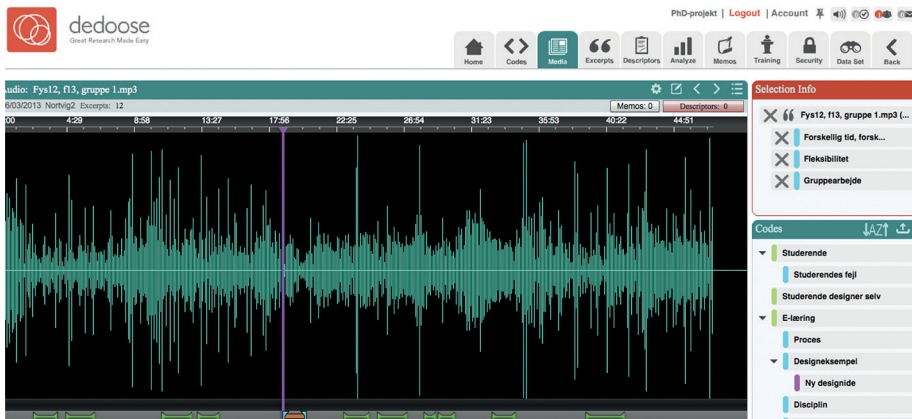 PhD-projekt | Logout | Account
dedoose
Great Research Made Easy
Home Codes Media Excerpts Descriptors Analyze Memos Training Security Data Set Back
Audio: Fys12, f13, gruppe 1.mp3
6/03/2013 Nortvig2 Excerpts: 12 Memos: 0 Descriptors: 0
:00 4:29 8:58 13:27 17:56 22:25 26:54 31:23 35:53 40:22 44:51
Selection Info
Fys12, f13, gruppe 1.mp3 (...
Forskellig tid, forsk...
Fleksibilitet
Gruppearbejde
Codes AZ
Studerende
Studerendes fejl
Studerende designer selv
E-læring
Proces
Designeksempel
Ny designide
Disciplin